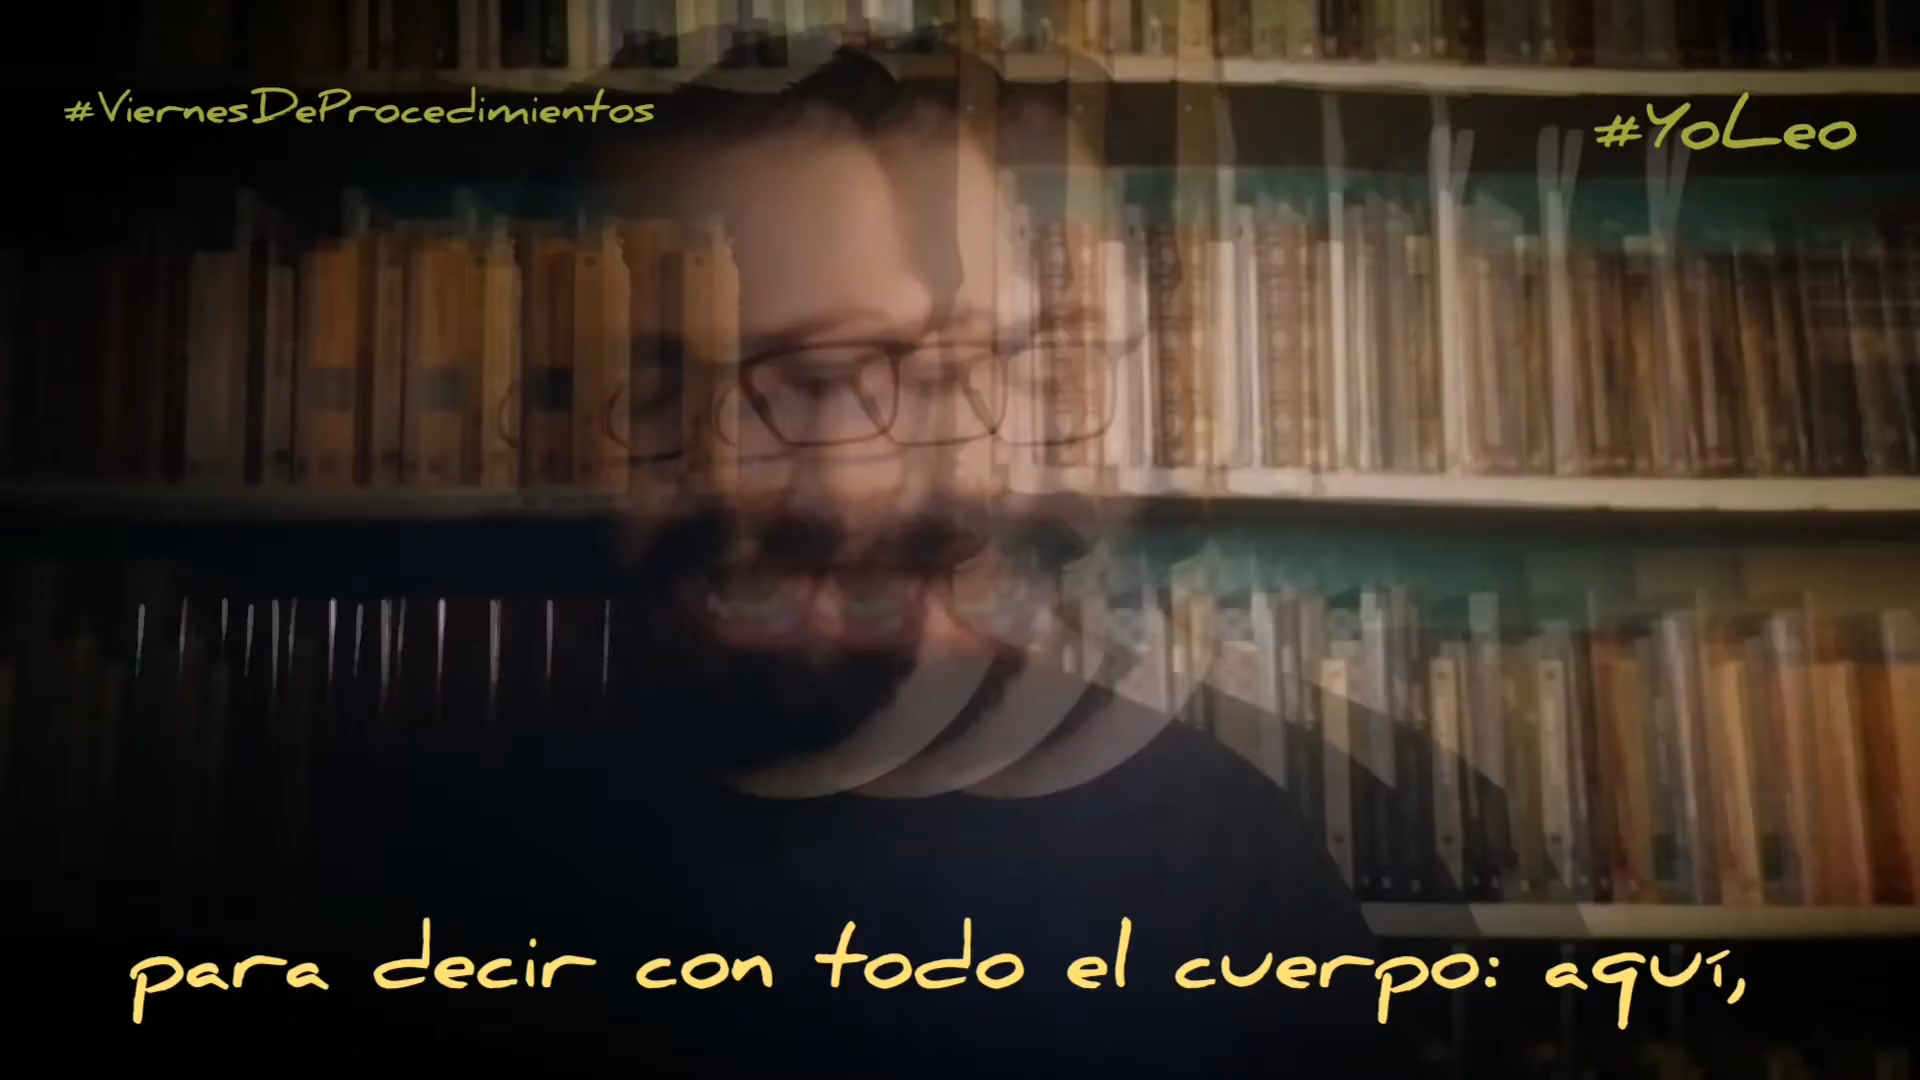 #ViernesDeProcedimientos
#YoLeo
para decir con todo el cuerpo: aquí,